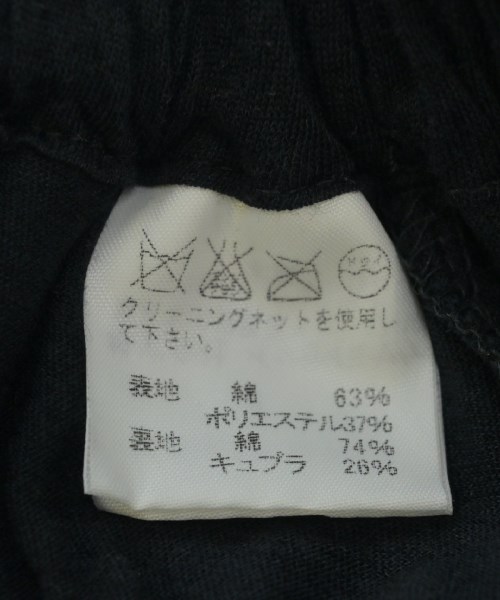 クリーニングネットを使用し
て下さい。
表地 綿 63%
ポリエステル37%
裏地 綿 74%
キュプラ 26%